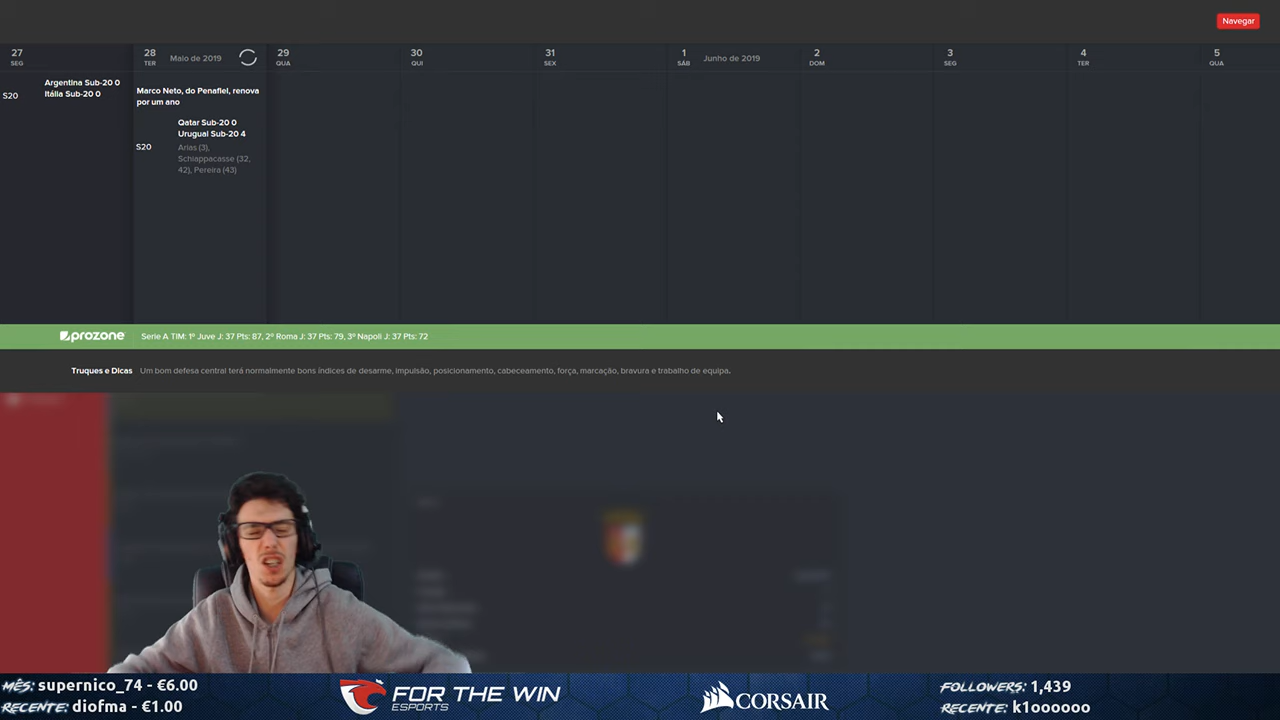 Navegar
27
SEG
28
TER
Maio de 2019
29
QUA
30
QUI
31
SEX
1
SÁB
Junho de 2019
2
DOM
3
SEG
4
TER
5
QUA
S20
Argentina Sub-20 0
Itália Sub-20 0
Marco Neto, do Penafiel, renova
por um ano
S20
Qatar Sub-20 0
Uruguai Sub-20 4
Arias (3),
Schiappacasse (32,
42), Pereira (43)
prozone
Serie A TIM: 1º Juve J: 37 Pts: 87, 2º Roma J: 37 Pts: 79, 3º Napoli J: 37 Pts: 72
Truques e Dicas
Um bom defesa central terá normalmente bons índices de desarme, impulsão, posicionamento, cabeceamento, força, marcação, bravura e trabalho de equipa.
MÊS: supernico_74 - €6.00
RECENTE: diofma - €1.00
FOR THE WIN
ESPORTS
CORSAIR
FOLLOWERS: 1,439
RECENTE: k1oooooo